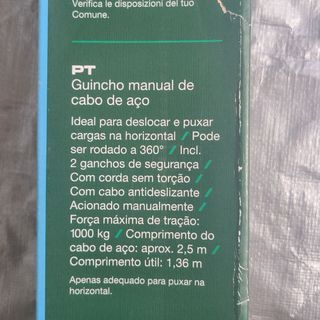 Verifica le disposizioni del tuo
Comune.
PT
Guincho manual de
cabo de aço
Ideal para deslocar e puxar
cargas na horizontal / Pode
ser rodado a 360° / Incl.
2 ganchos de segurança /
Com corda sem torção /
Com cabo antideslizante /
Acionado manualmente /
Força máxima de tração:
1000 kg / Comprimento do
cabo de aço: aprox. 2,5 m /
Comprimento útil: 1,36 m
Apenas adequado para puxar na
horizontal.